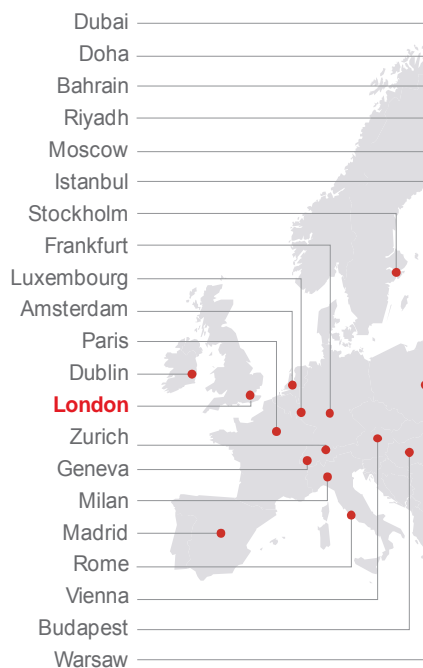 Dubai
Doha
Bahrain
Riyadh
Moscow
Istanbul
Stockholm
Frankfurt
Luxembourg
Amsterdam
Paris
Dublin
London
Zurich
Geneva
Milan
Madrid
Rome
Vienna
Budapest
Warsaw